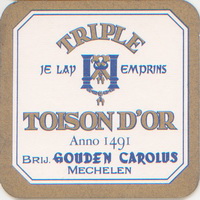 TRIPLE
JE LAY EMPRINS
TOISON D'OR
Anno 1491
BRIJ. GOUDEN CAROLUS
MECHELEN